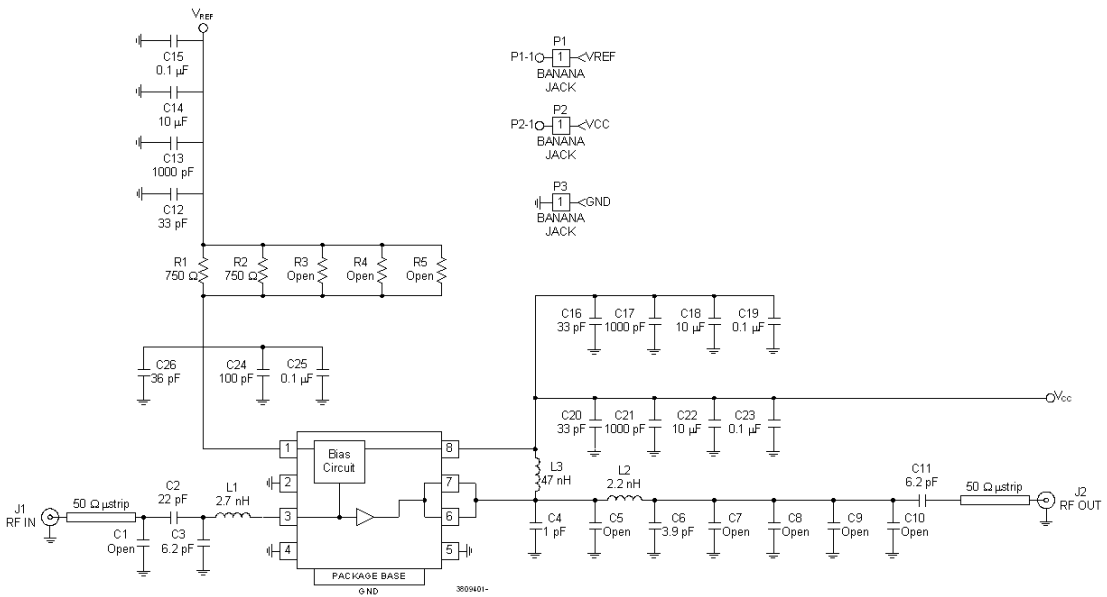 VREF
C15
0.1 µF
C14
10 µF
C13
1000 pF
C12
33 pF
P1
P1-1 1 VREF
BANANA
JACK
P2
P2-1 1 VCC
BANANA
JACK
P3
1 GND
BANANA
JACK
R1
750 Ω
R2
750 Ω
R3
Open
R4
Open
R5
Open
C16
33 pF
C17
1000 pF
C18
10 µF
C19
0.1 µF
C26
36 pF
C24
100 pF
C25
0.1 µF
VCC
C20
33 pF
C21
1000 pF
C22
10 µF
C23
0.1 µF
1
Bias
Circuit
8
2
7
3
6
4
5
PACKAGE BASE
GND
3809401-
L3
47 nH
L2
2.2 nH
C11
6.2 pF
50 Ω µstrip
J2
RF OUT
J1
RF IN
50 Ω µstrip
C2
22 pF
L1
2.7 nH
C1
Open
C3
6.2 pF
C4
1 pF
C5
Open
C6
3.9 pF
C7
Open
C8
Open
C9
Open
C10
Open